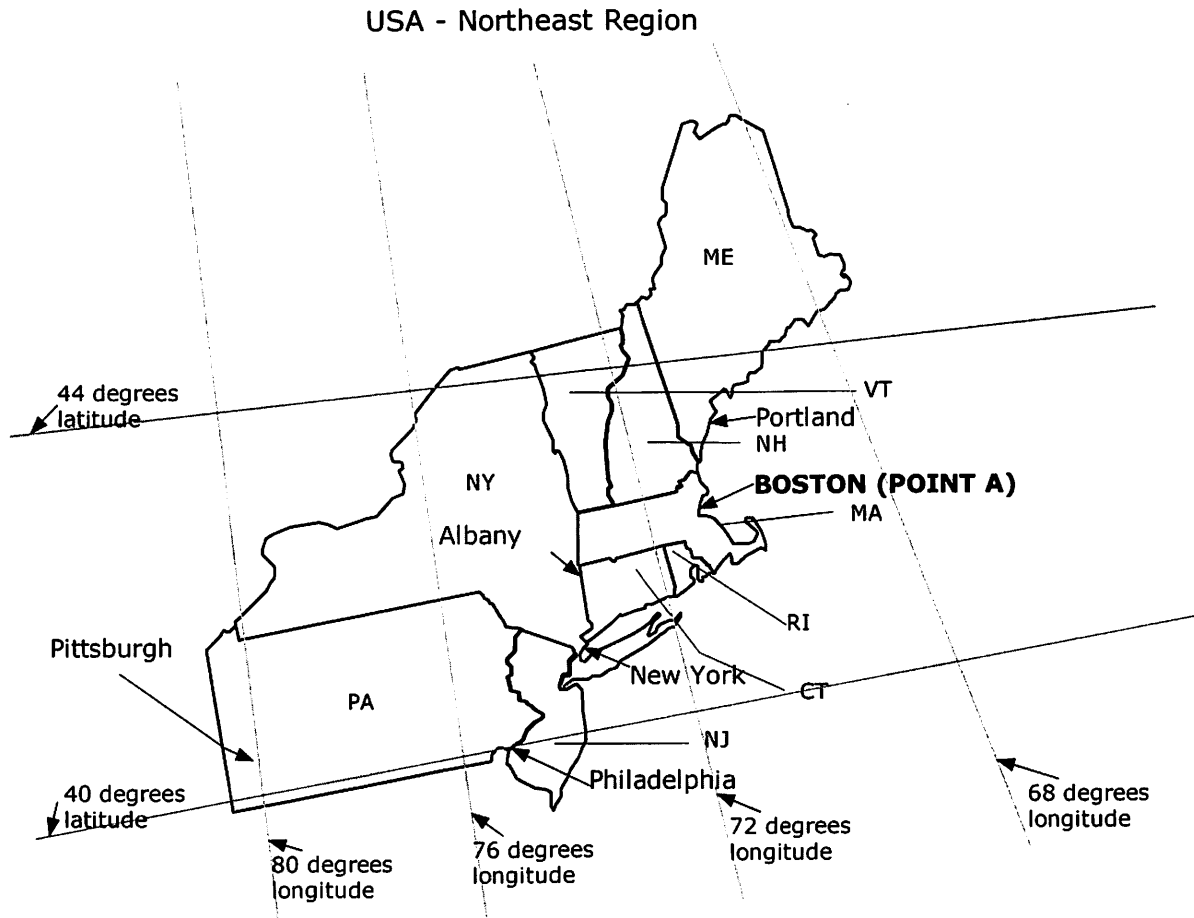 USA - Northeast Region
ME
44 degrees
latitude
VT
Portland
NH
NY
BOSTON (POINT A)
MA
Albany
RI
Pittsburgh
New York
CT
PA
NJ
Philadelphia
40 degrees
latitude
68 degrees
longitude
72 degrees
longitude
76 degrees
longitude
80 degrees
longitude